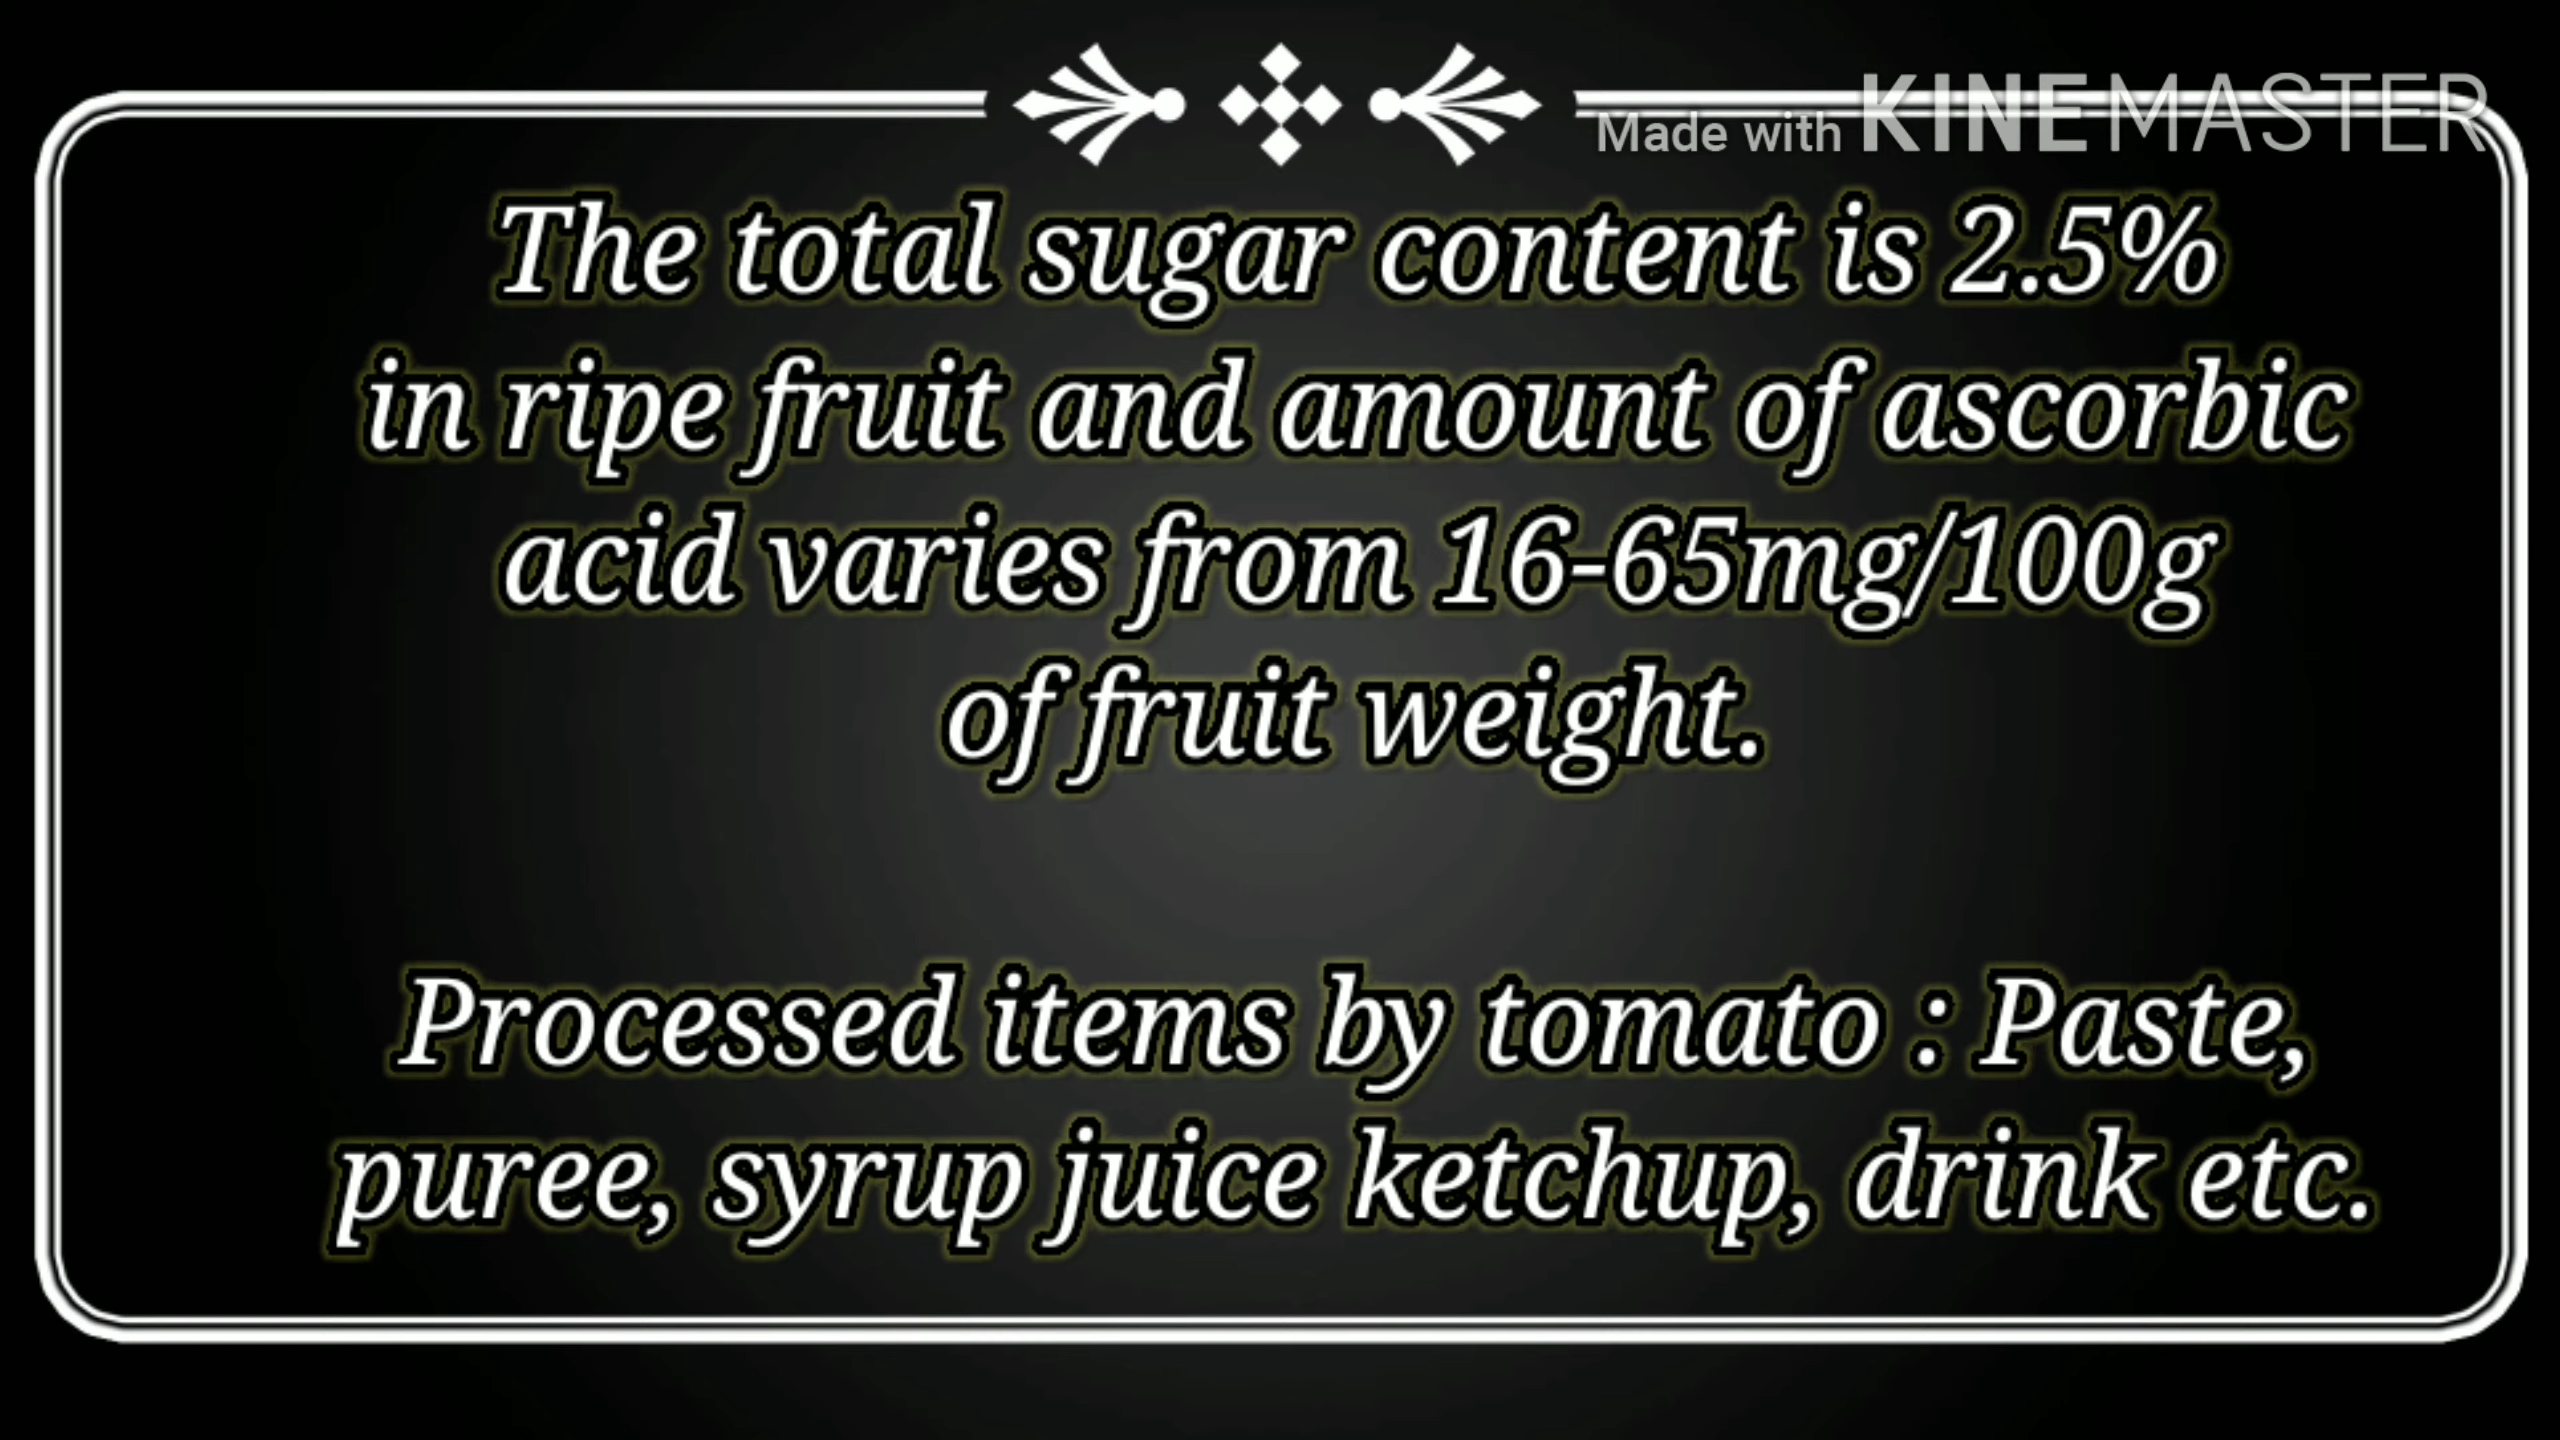 Made with KINEMASTER
The total sugar content is 2.5%
in ripe fruit and amount of ascorbic
acid varies from 16-65mg/100g
of fruit weight.
Processed items by tomato : Paste,
puree, syrup juice ketchup, drink etc.